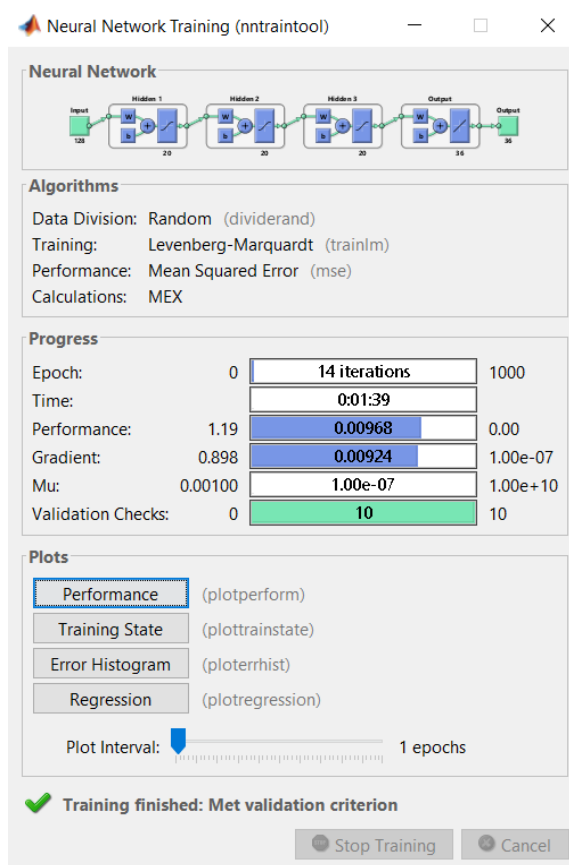 Neural Network Training (nntraintool)
Neural Network
Input
128
Hidden 1
W
b
20
Hidden 2
W
b
20
Hidden 3
W
b
20
Output
W
b
36
Output
36
Algorithms
Data Division: Random (dividerand)
Training: Levenberg-Marquardt (trainlm)
Performance: Mean Squared Error (mse)
Calculations: MEX
Progress
Epoch: 0 14 iterations 1000
Time: 0:01:39
Performance: 1.19 0.00968 0.00
Gradient: 0.898 0.00924 1.00e-07
Mu: 0.00100 1.00e-07 1.00e+10
Validation Checks: 0 10 10
Plots
Performance (plotperform)
Training State (plottrainstate)
Error Histogram (ploterrhist)
Regression (plotregression)
Plot Interval: 1 epochs
Training finished: Met validation criterion
Stop Training Cancel